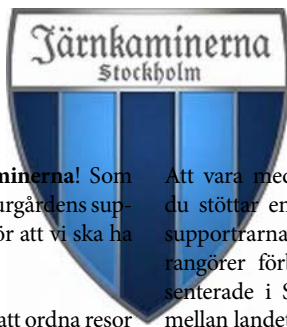 Järnkaminerna
Stockholm
minerna! Som
urgårdens sup-
ör att vi ska ha
att ordna resor
Att vara med
du stöttar en
supportrarna
rangörer förb
senterade i S
mellan landet